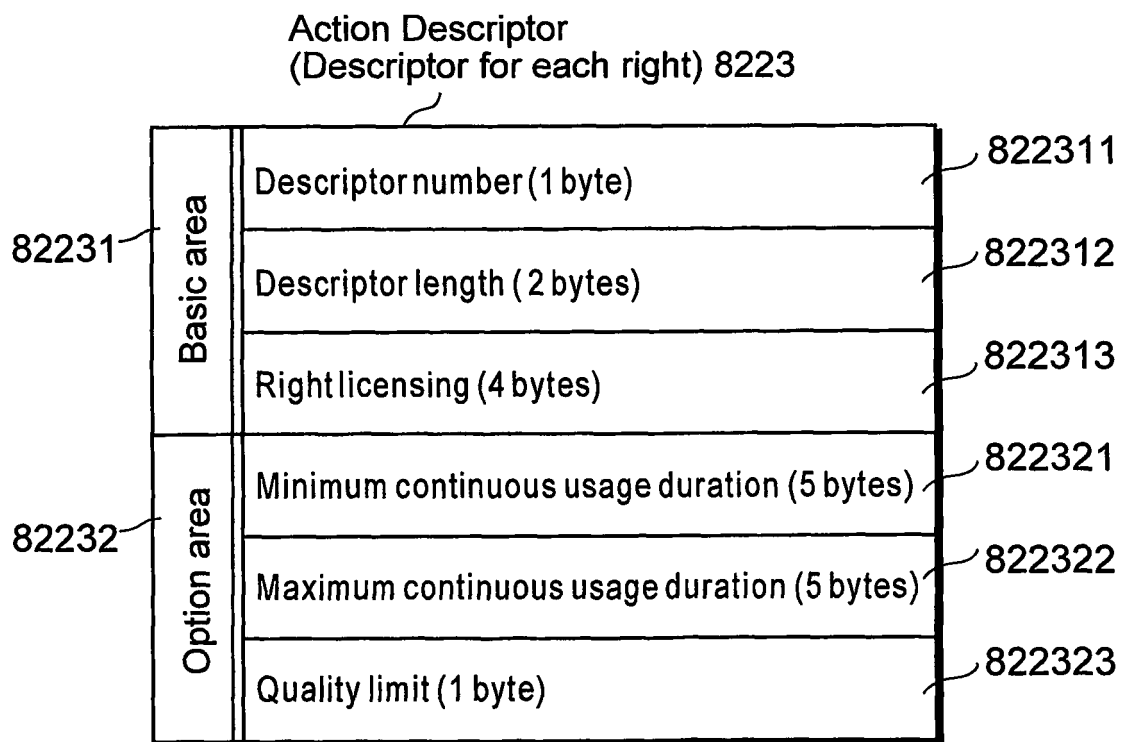 Action Descriptor
(Descriptor for each right) 8223
82231
Basic area
Descriptor number (1 byte)
822311
Descriptor length (2 bytes)
822312
Right licensing (4 bytes)
822313
82232
Option area
Minimum continuous usage duration (5 bytes)
822321
Maximum continuous usage duration (5 bytes)
822322
Quality limit (1 byte)
822323